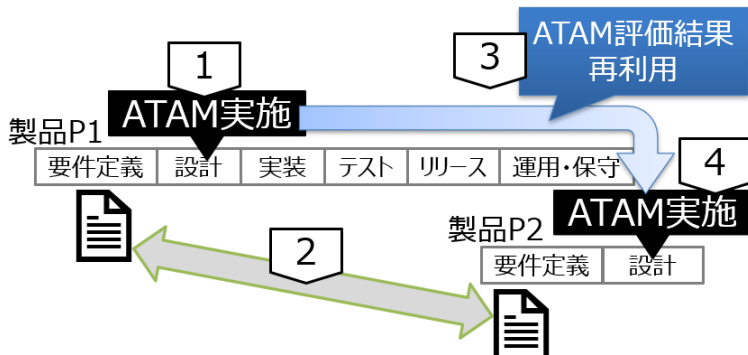 1
3
ATAM評価結果
再利用
ATAM実施
製品P1
要件定義 設計 実装 テスト リリース 運用・保守
4
ATAM実施
製品P2
2
要件定義 設計